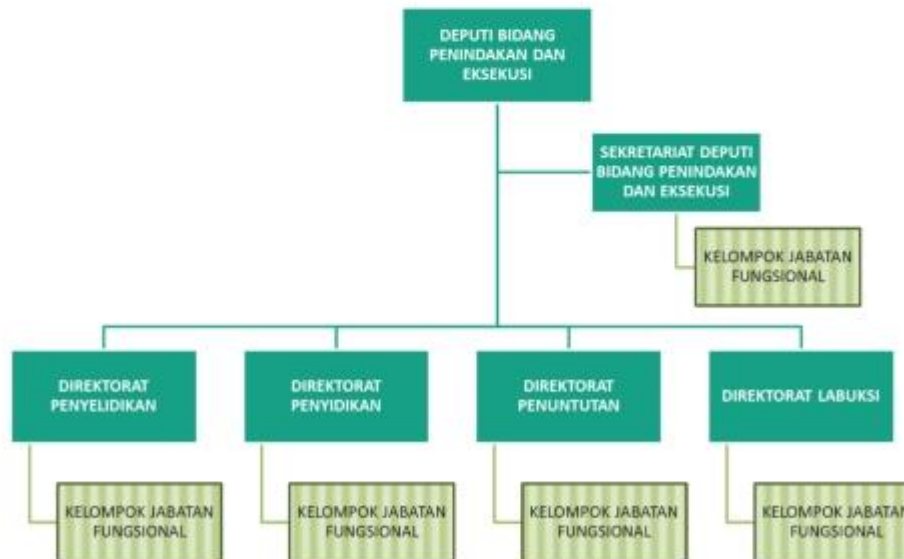 DEPUTI BIDANG
PENINDAKAN DAN
EKSEKUSI
SEKRETARIAT DEPUTI
BIDANG PENINDAKAN
DAN EKSEKUSI
KELOMPOK JABATAN
FUNGSIONAL
DIREKTORAT
PENYELIDIKAN
DIREKTORAT
PENYIDIKAN
DIREKTORAT
PENUNTUTAN
DIREKTORAT LABUKSI
KELOMPOK JABATAN
FUNGSIONAL
KELOMPOK JABATAN
FUNGSIONAL
KELOMPOK JABATAN
FUNGSIONAL
KELOMPOK JABATAN
FUNGSIONAL